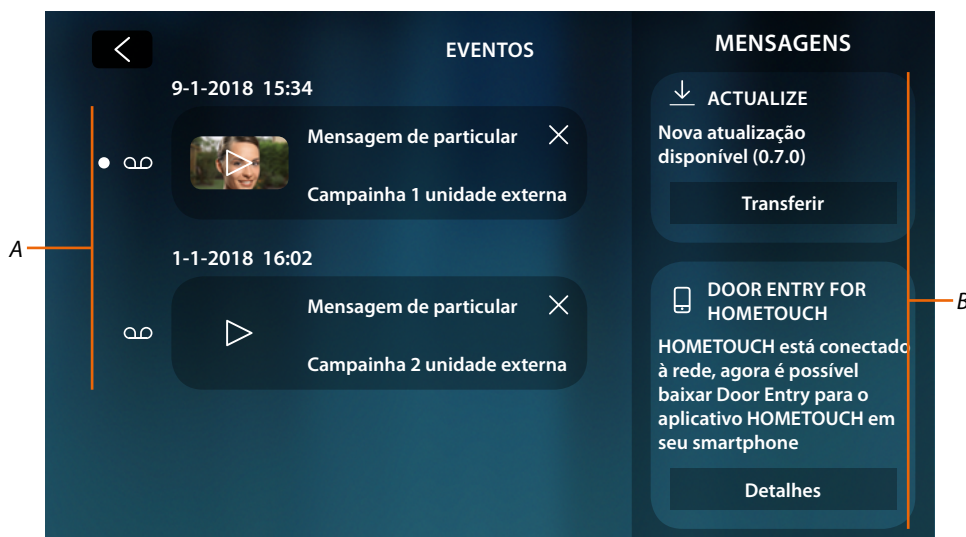 EVENTOS
9-1-2018 15:34
Mensagem de particular
Campainha 1 unidade externa
1-1-2018 16:02
Mensagem de particular
Campainha 2 unidade externa
A
MENSAGENS
ACTUALIZE
Nova atualização
disponível (0.7.0)
Transferir
DOOR ENTRY FOR
HOMETOUCH
HOMETOUCH está conectado
à rede, agora é possível
baixar Door Entry para o
aplicativo HOMETOUCH em
seu smartphone
Detalhes
B